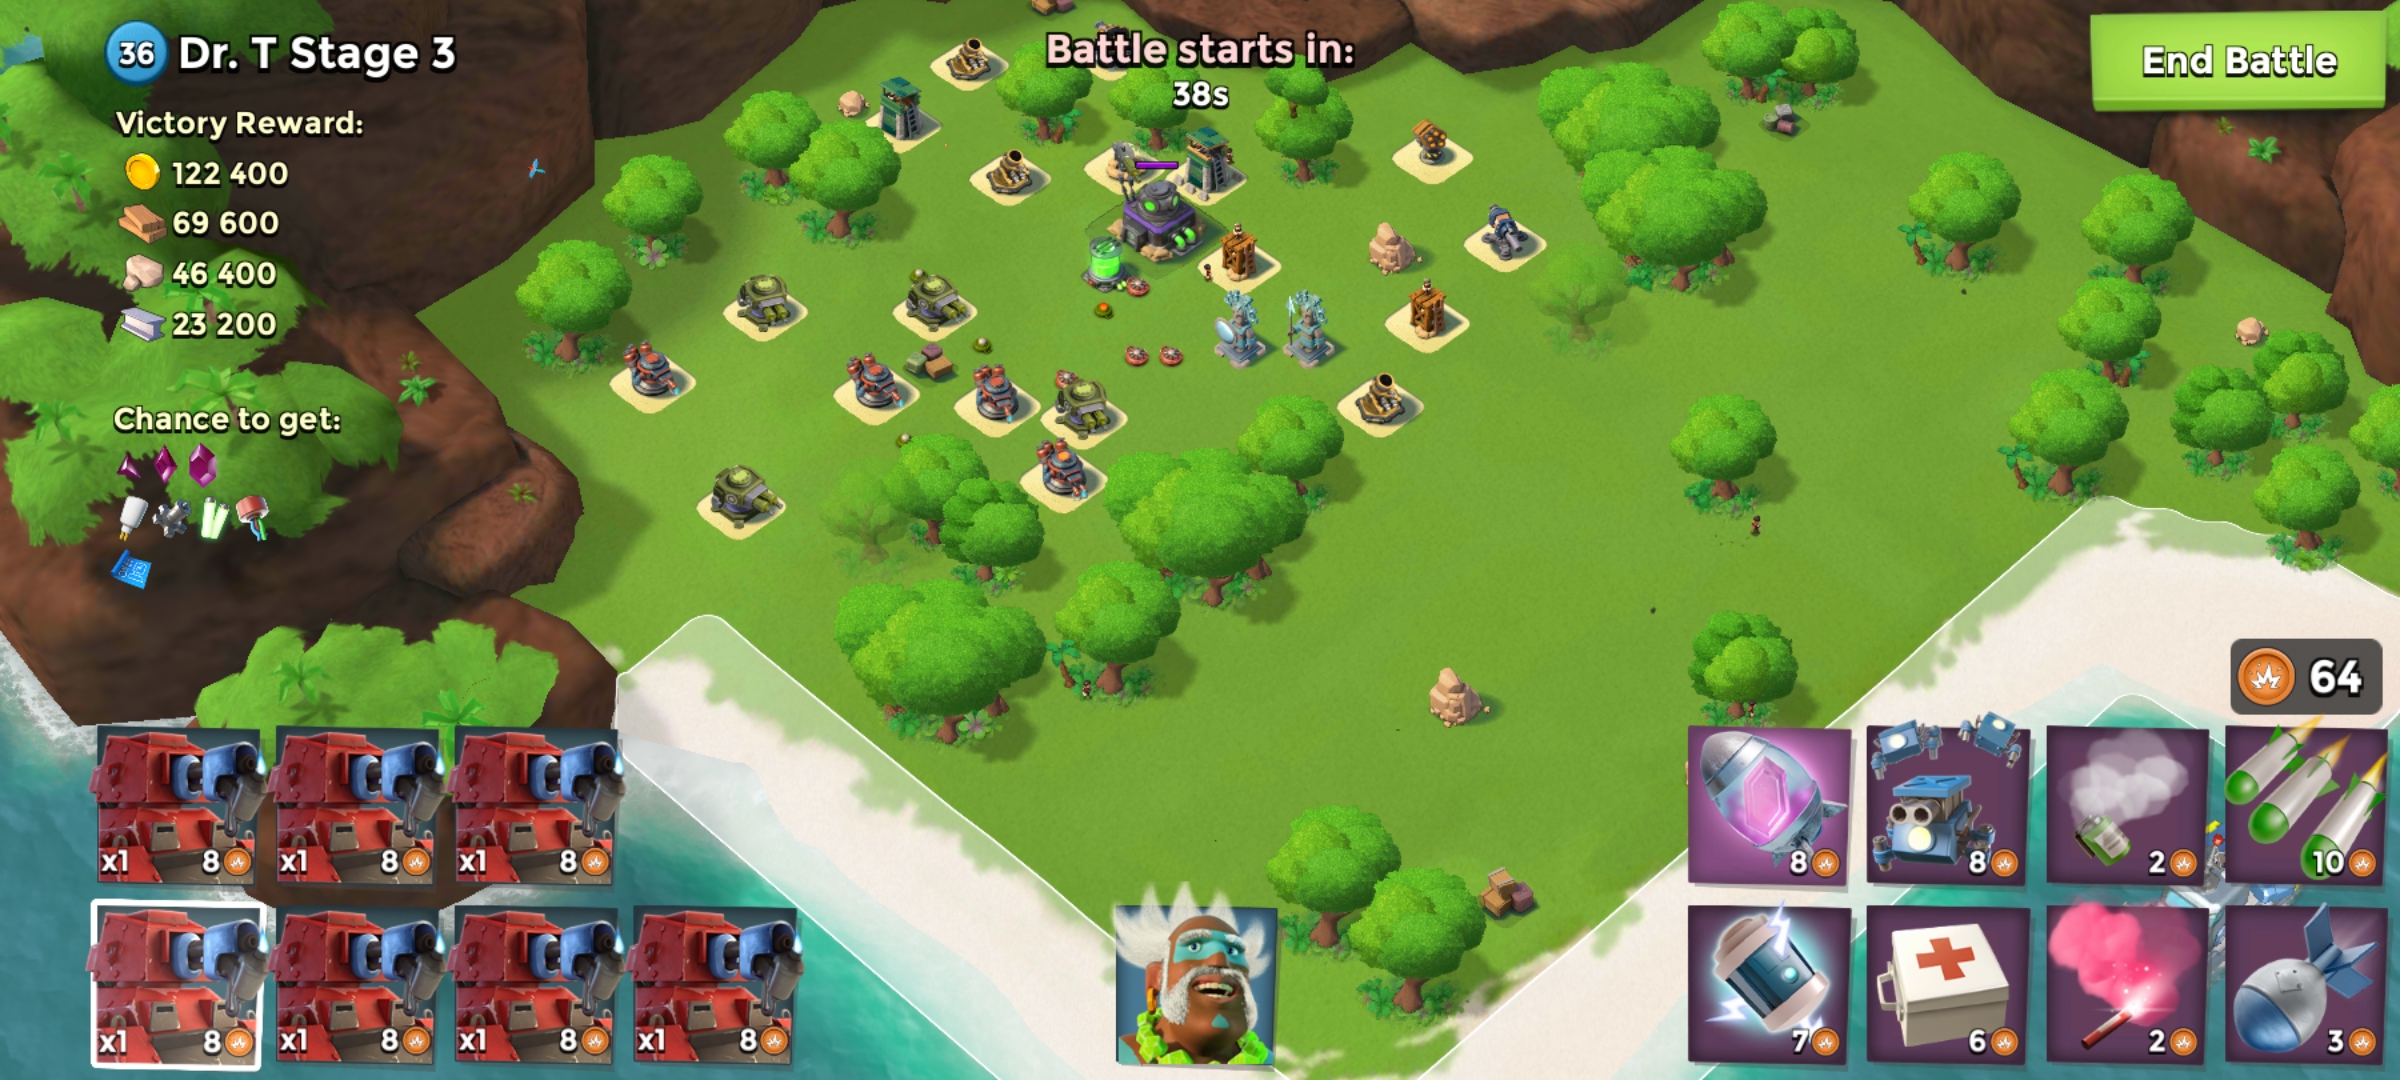 36 Dr. T Stage 3
Battle starts in:
38s
End Battle
Victory Reward:
122 400
69 600
46 400
23 200
Chance to get:
64
x1 8
x1 8
x1 8
8
8
2
10
x1 8
x1 8
x1 8
x1 8
7
6
2
3